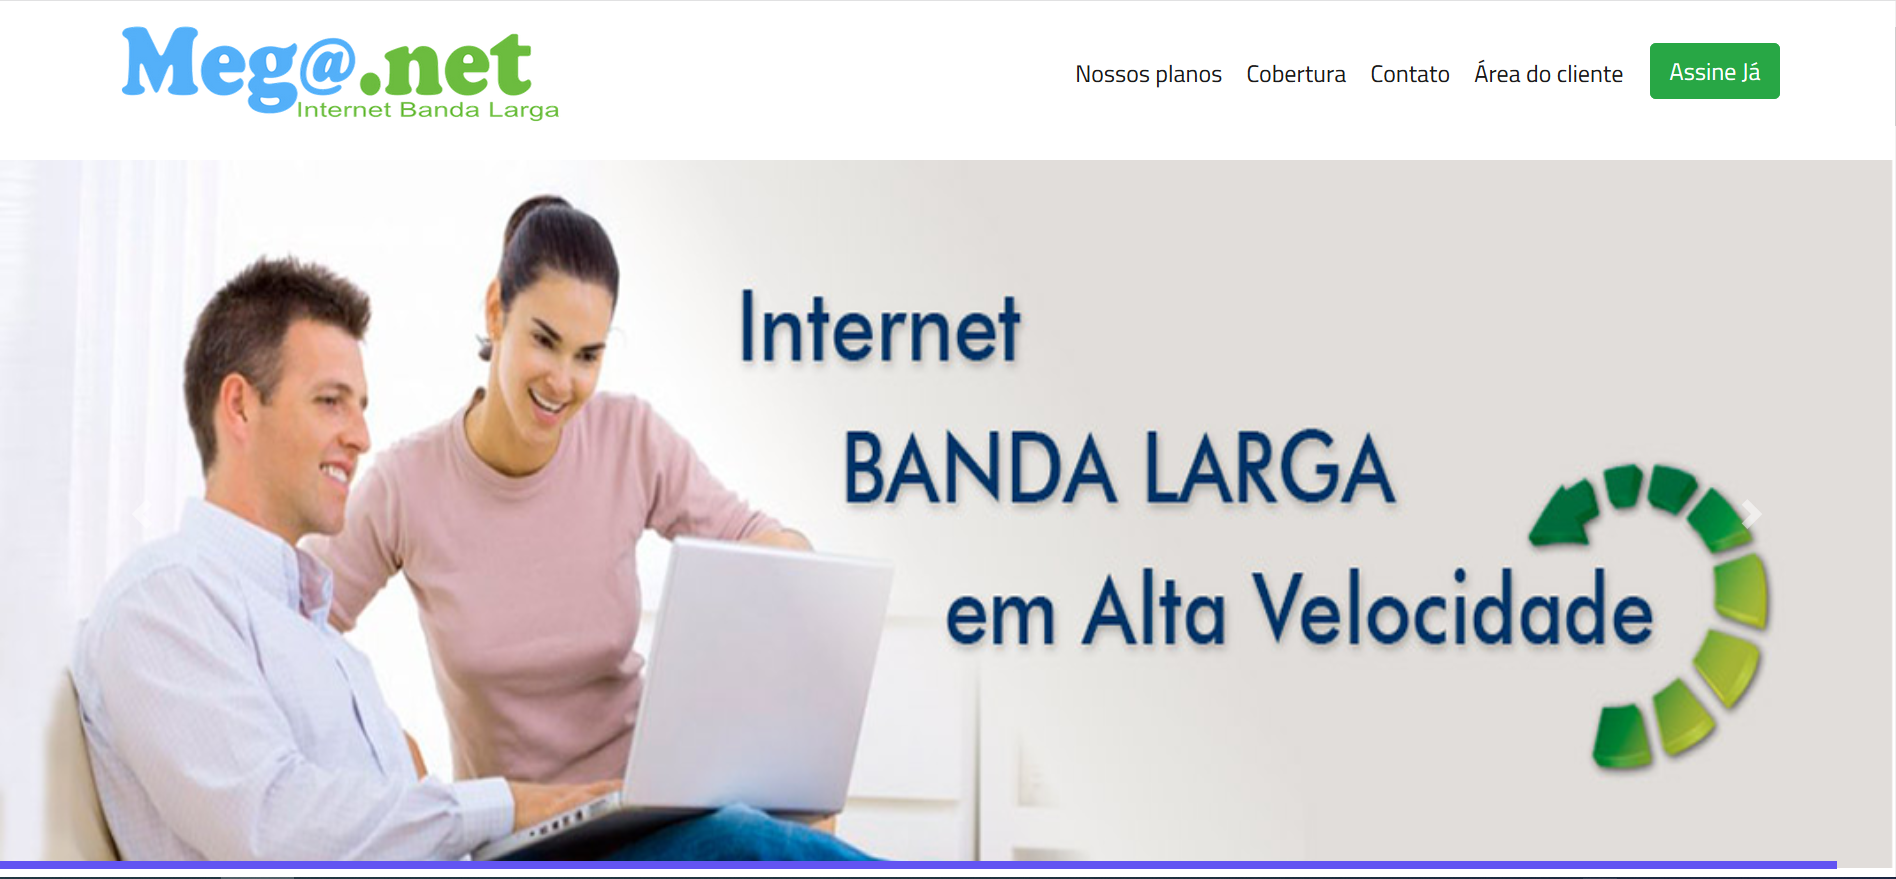 Meg@.net
Internet Banda Larga
Nossos planos Cobertura Contato Área do cliente Assine Já
Internet
BANDA LARGA
em Alta Velocidade